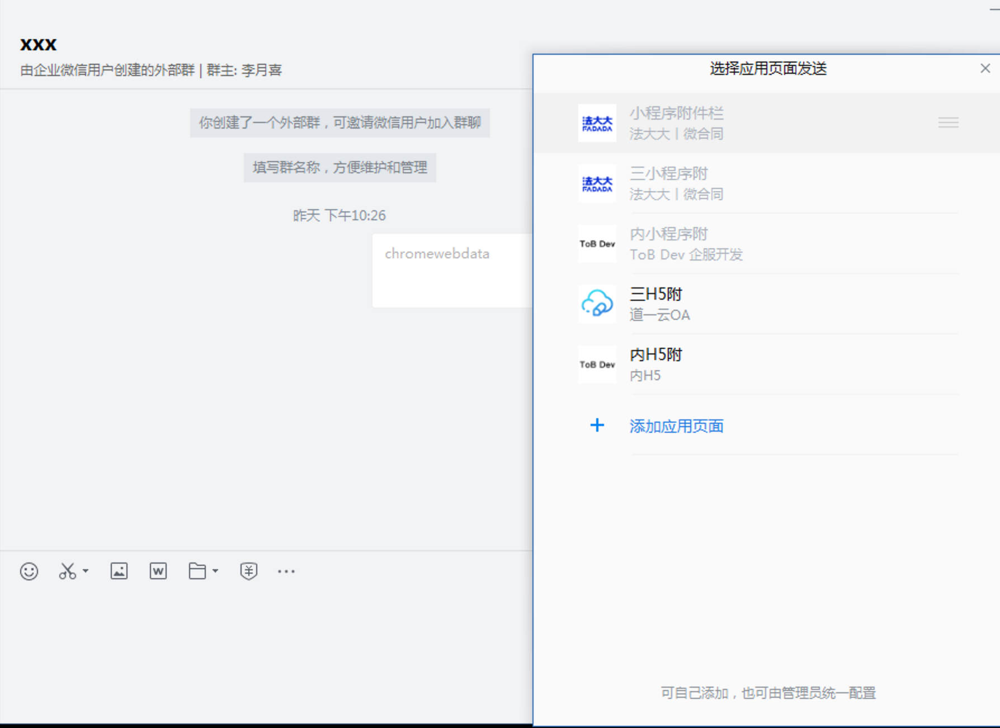 xxx
由企业微信用户创建的外部群 | 群主: 李月喜
你创建了一个外部群，可邀请微信用户加入群聊
填写群名称，方便维护和管理
昨天 下午10:26
chromewebdata
选择应用页面发送
法大大
FADADA
小程序附件栏
法大大丨微合同
法大大
FADADA
三小程序附
法大大丨微合同
ToB Dev
内小程序附
ToB Dev 企服开发
三H5附
道一云OA
ToB Dev
内H5附
内H5
+ 添加应用页面
可自己添加，也可由管理员统一配置
W
¥